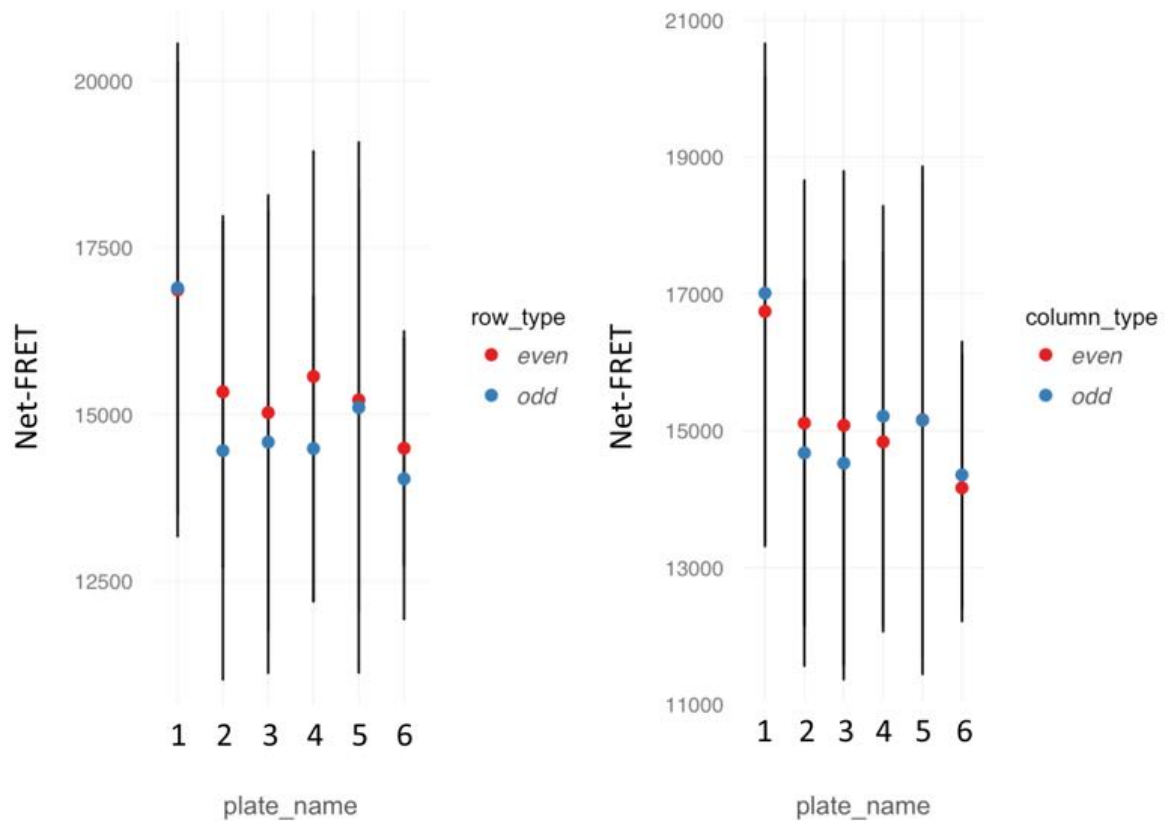 20000
17500
15000
12500
Net-FRET
1 2 3 4 5 6
plate_name
row_type
even
odd
21000
19000
17000
15000
13000
11000
Net-FRET
1 2 3 4 5 6
plate_name
column_type
even
odd